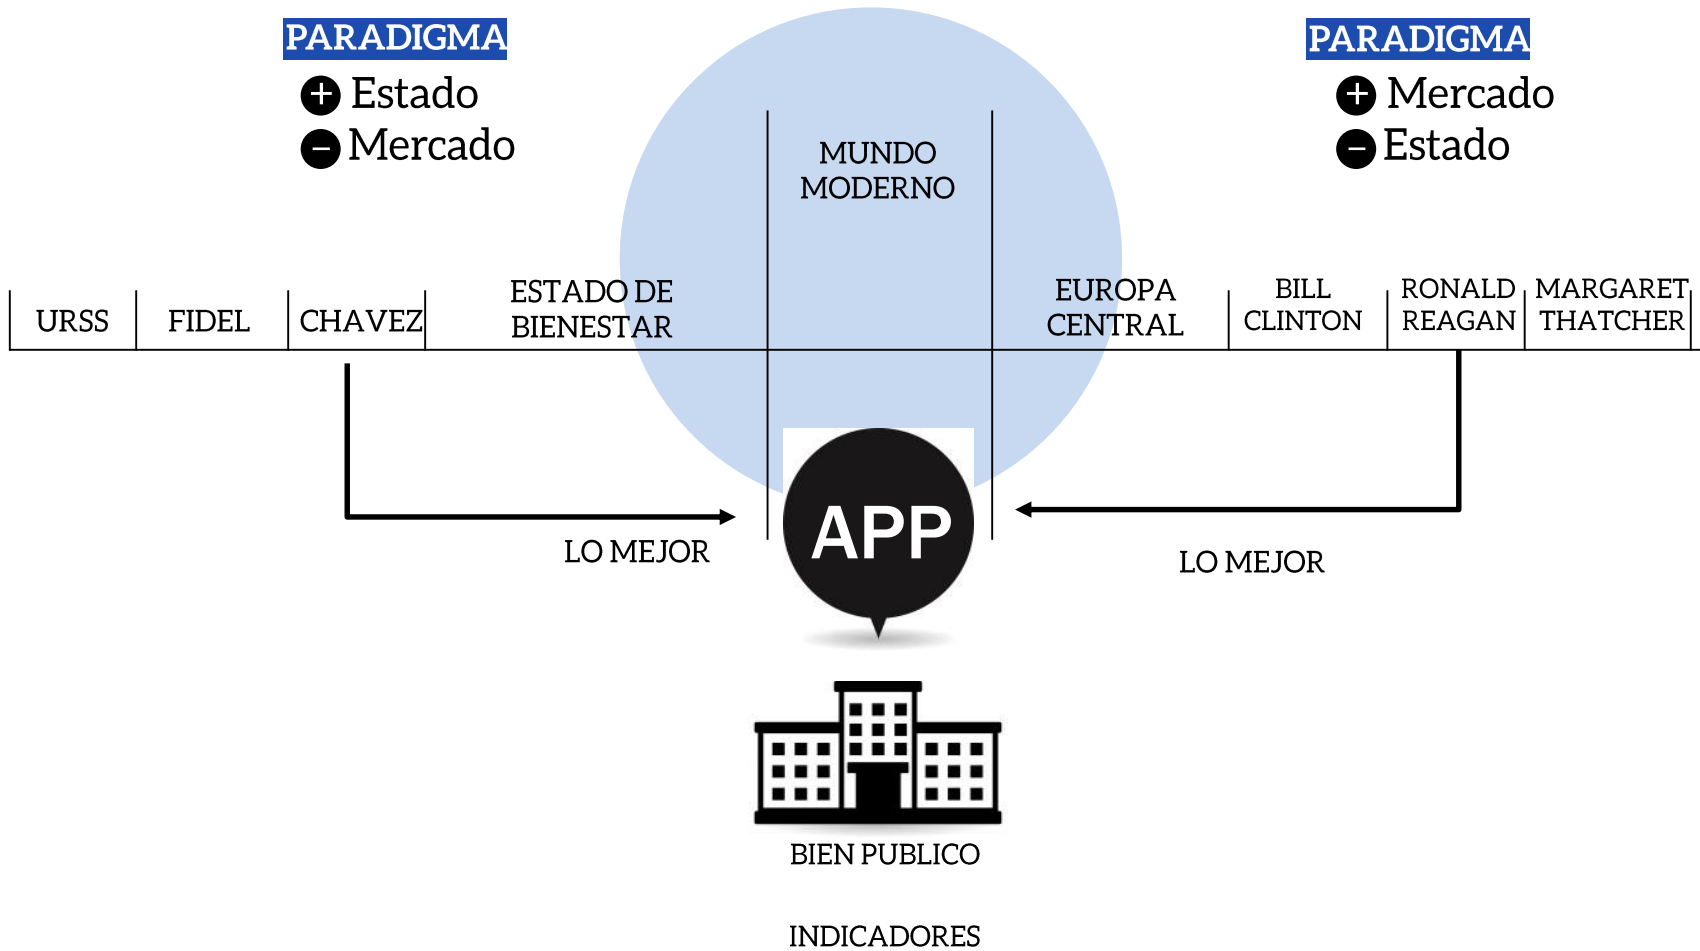 PARADIGMA
+ Estado
– Mercado
PARADIGMA
+ Mercado
– Estado
MUNDO
MODERNO
URSS
FIDEL
CHAVEZ
ESTADO DE
BIENESTAR
EUROPA
CENTRAL
BILL
CLINTON
RONALD
REAGAN
MARGARET
THATCHER
LO MEJOR
APP
LO MEJOR
BIEN PUBLICO
INDICADORES